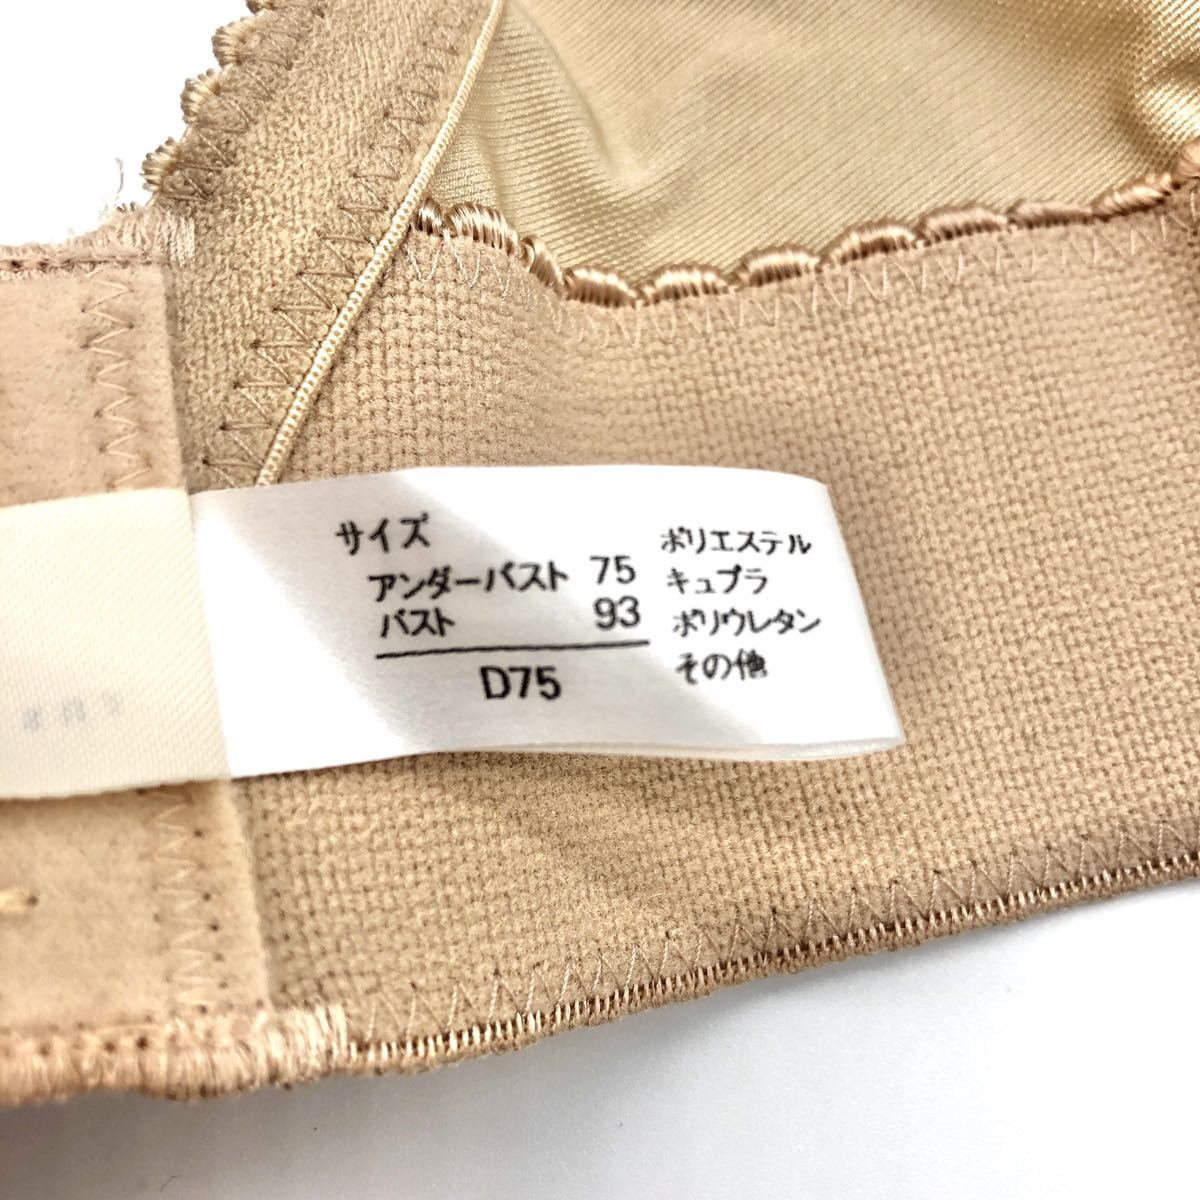 サイズ
アンダーバスト 75
バスト 93
D75
ポリエステル
キュプラ
ポリウレタン
その他